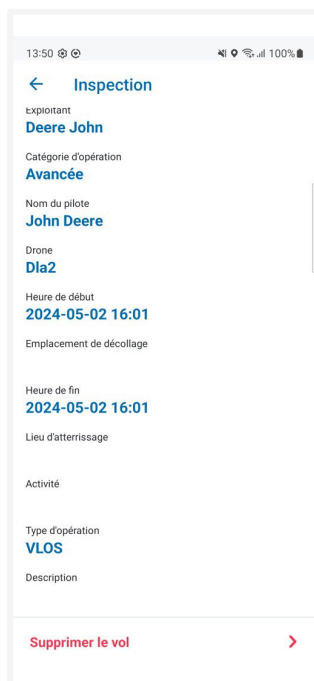 13:50 100%
Inspection
Exploitant
Deere John
Catégorie d'opération
Avancée
Nom du pilote
John Deere
Drone
Dla2
Heure de début
2024-05-02 16:01
Emplacement de décollage
Heure de fin
2024-05-02 16:01
Lieu d'atterrissage
Activité
Type d'opération
VLOS
Description
Supprimer le vol